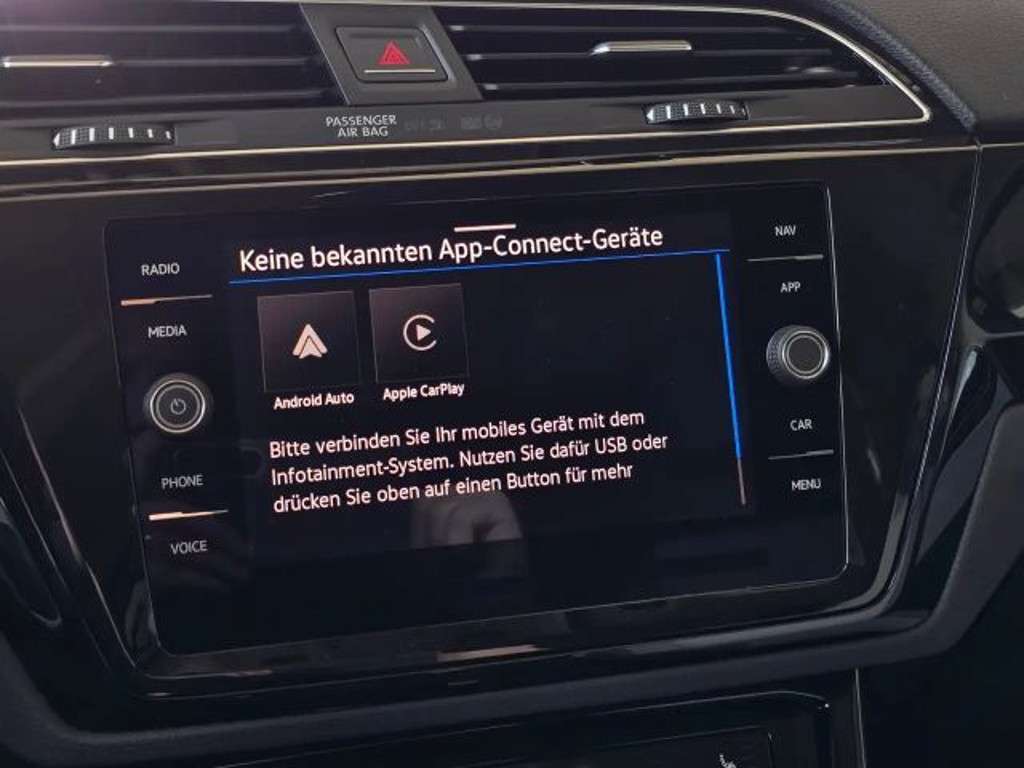 PASSENGER
AIR BAG
Keine bekannten App-Connect-Geräte
RADIO
MEDIA
PHONE
VOICE
Android Auto
Apple CarPlay
Bitte verbinden Sie Ihr mobiles Gerät mit dem
Infotainment-System. Nutzen Sie dafür USB oder
drücken Sie oben auf einen Button für mehr
NAV
APP
CAR
MENU